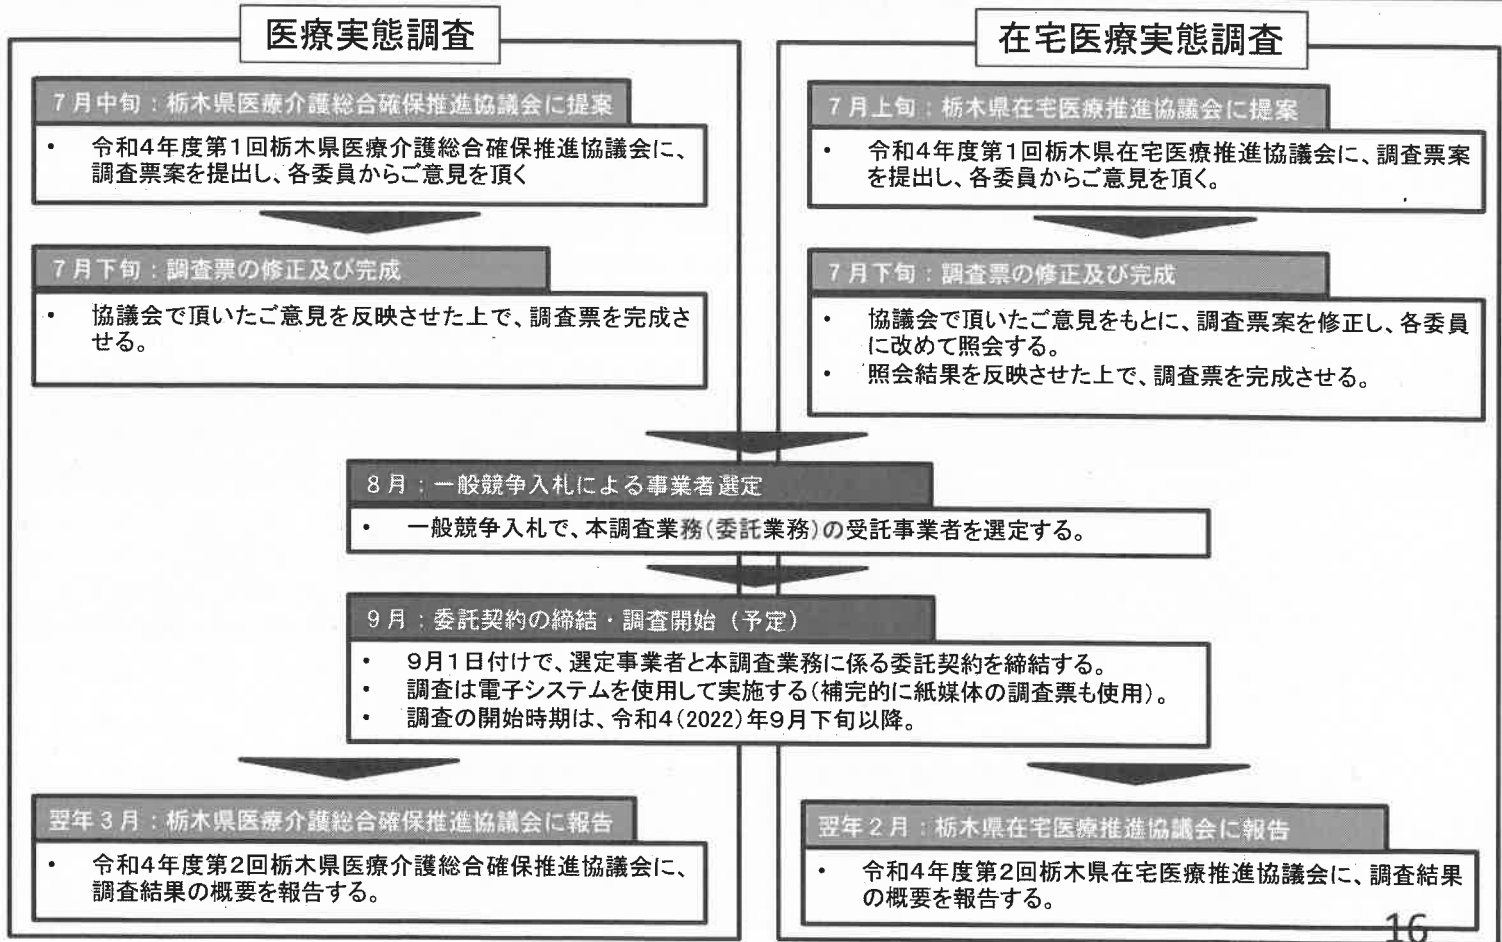 医療実態調査
7月中旬：栃木県医療介護総合確保推進協議会に提案
・ 令和4年度第1回栃木県医療介護総合確保推進協議会に、
調査票案を提出し、各委員からご意見を頂く
7月下旬：調査票の修正及び完成
・ 協議会で頂いたご意見を反映させた上で、調査票を完成さ
せる。
在宅医療実態調査
7月上旬：栃木県在宅医療推進協議会に提案
・ 令和4年度第1回栃木県在宅医療推進協議会に、調査票案
を提出し、各委員からご意見を頂く。
7月下旬：調査票の修正及び完成
・ 協議会で頂いたご意見をもとに、調査票案を修正し、各委員
に改めて照会する。
・ 照会結果を反映させた上で、調査票を完成させる。
8月：一般競争入札による事業者選定
・ 一般競争入札で、本調査業務(委託業務)の受託事業者を選定する。
9月：委託契約の締結・調査開始（予定）
・ 9月1日付けで、選定事業者と本調査業務に係る委託契約を締結する。
・ 調査は電子システムを使用して実施する(補完的に紙媒体の調査票も使用)。
・ 調査の開始時期は、令和4(2022)年9月下旬以降。
翌年3月：栃木県医療介護総合確保推進協議会に報告
・ 令和4年度第2回栃木県医療介護総合確保推進協議会に、
調査結果の概要を報告する。
翌年2月：栃木県在宅医療推進協議会に報告
・ 令和4年度第2回栃木県在宅医療推進協議会に、調査結果
の概要を報告する。
16